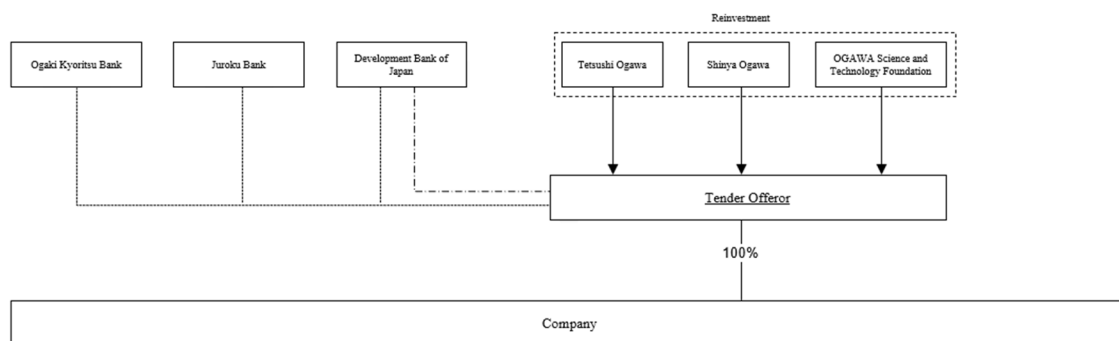 Reinvestment
Ogaki Kyoritsu Bank
Juroku Bank
Development Bank of
Japan
Tetsushi Ogawa
Shinya Ogawa
OGAWA Science and
Technology Foundation
Tender Offeror
100%
Company